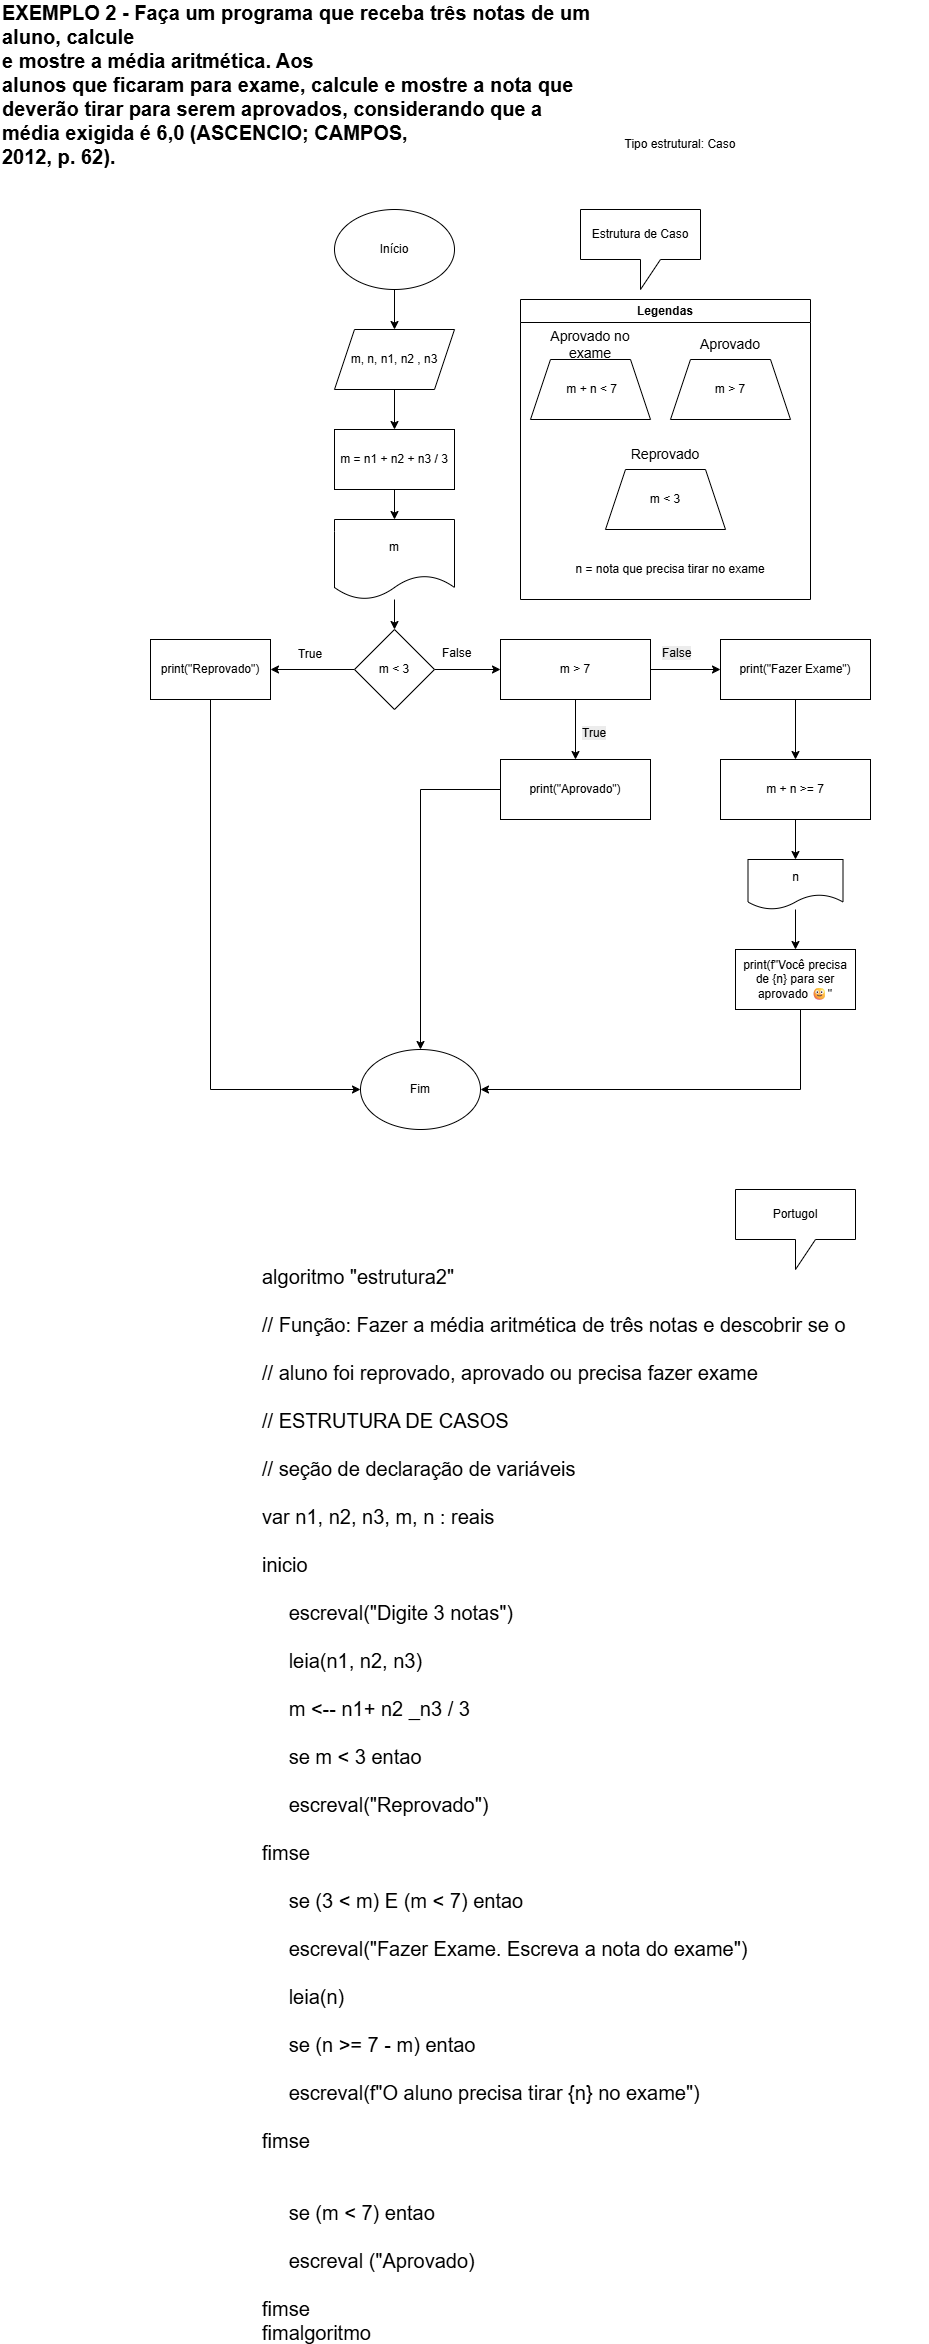 EXEMPLO 2 - Faça um programa que receba três notas de um
aluno, calcule
e mostre a média aritmética. Aos
alunos que ficaram para exame, calcule e mostre a nota que
deverão tirar para serem aprovados, considerando que a
média exigida é 6,0 (ASCENCIO; CAMPOS,
2012, p. 62).
Tipo estrutural: Caso
Início
Estrutura de Caso
Legendas
Aprovado no
exame
Aprovado
m, n, n1, n2 , n3
m + n < 7
m > 7
m = n1 + n2 + n3 / 3
Reprovado
m < 3
m
n = nota que precisa tirar no exame
print("Reprovado")
True
m < 3
False
m > 7
False
print("Fazer Exame")
True
print("Aprovado")
m + n >= 7
n
print(f"Você precisa
de {n} para ser
aprovado 😀 "
Fim
Portugol
algoritmo "estrutura2"
// Função: Fazer a média aritmética de três notas e descobrir se o
// aluno foi reprovado, aprovado ou precisa fazer exame
// ESTRUTURA DE CASOS
// seção de declaração de variáveis
var n1, n2, n3, m, n : reais
inicio
escreval("Digite 3 notas")
leia(n1, n2, n3)
m <-- n1+ n2 _n3 / 3
se m < 3 entao
escreval("Reprovado")
fimse
se (3 < m) E (m < 7) entao
escreval("Fazer Exame. Escreva a nota do exame")
leia(n)
se (n >= 7 - m) entao
escreval(f"O aluno precisa tirar {n} no exame")
fimse
se (m < 7) entao
escreval ("Aprovado)
fimse
fimalgoritmo